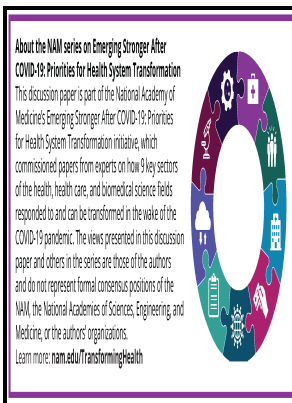 About the NAM series on Emerging Stronger After
COVID-19: Priorities for Health System Transformation
This discussion paper is part of the National Academy of
Medicine's Emerging Stronger After COVID-19: Priorities
for Health System Transformation initiative, which
commissioned papers from experts on how 9 key sectors
of the health, health care, and biomedical science fields
responded to and can be transformed in the wake of the
COVID-19 pandemic. The views presented in this discussion
paper and others in the series are those of the authors
and do not represent formal consensus positions of the
NAM, the National Academies of Sciences, Engineering, and
Medicine, or the authors' organizations.
Learn more: nam.edu/TransformingHealth